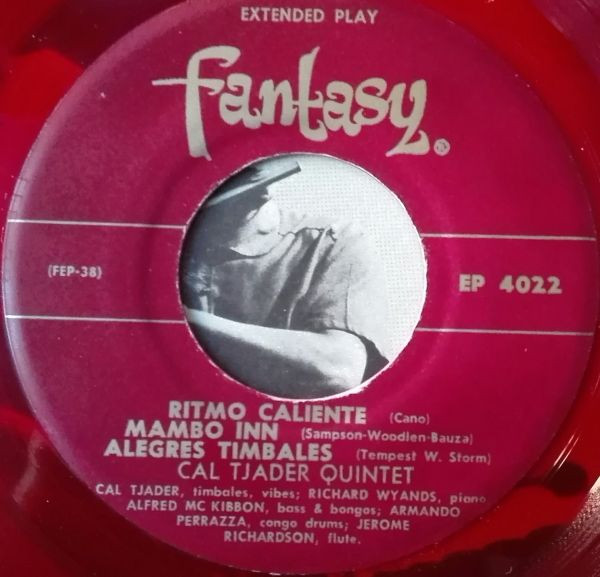 EXTENDED PLAY
fantasy®
(FEP-38)
EP 4022
RITMO CALIENTE (Cano)
MAMBO INN (Sampson-Woodlen-Bauza)
ALEGRES TIMBALES (Tempest W. Storm)
CAL TJADER QUINTET
CAL TJADER, timbales, vibes; RICHARD WYANDS, piano
ALFRED MC KIBBON, bass & bongos; ARMANDO
PERRAZZA, congo drums; JEROME
RICHARDSON, flute.